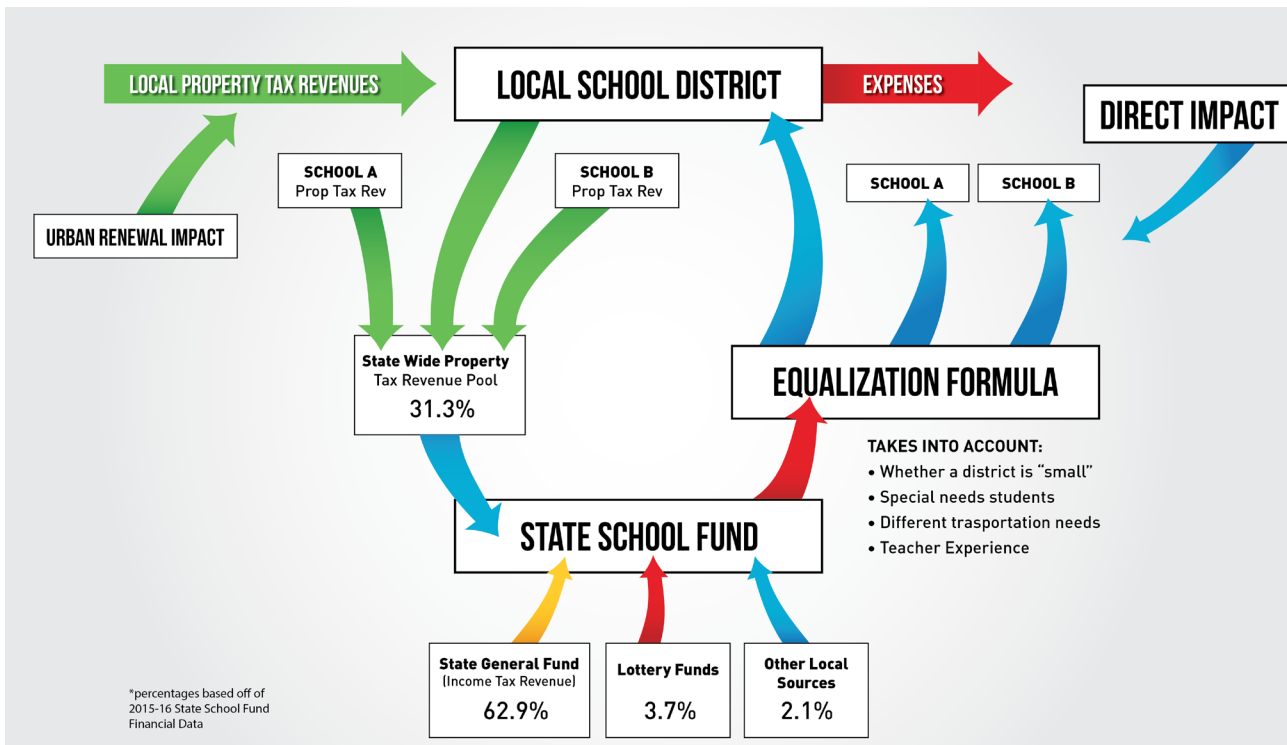 LOCAL PROPERTY TAX REVENUES
LOCAL SCHOOL DISTRICT
EXPENSES
DIRECT IMPACT
SCHOOL A
Prop Tax Rev
SCHOOL B
Prop Tax Rev
SCHOOL A
SCHOOL B
URBAN RENEWAL IMPACT
State Wide Property
Tax Revenue Pool
31.3%
EQUALIZATION FORMULA
TAKES INTO ACCOUNT:
• Whether a district is “small”
• Special needs students
• Different trasportation needs
• Teacher Experience
STATE SCHOOL FUND
State General Fund
(Income Tax Revenue)
62.9%
Lottery Funds
3.7%
Other Local
Sources
2.1%
*percentages based off of
2015-16 State School Fund
Financial Data